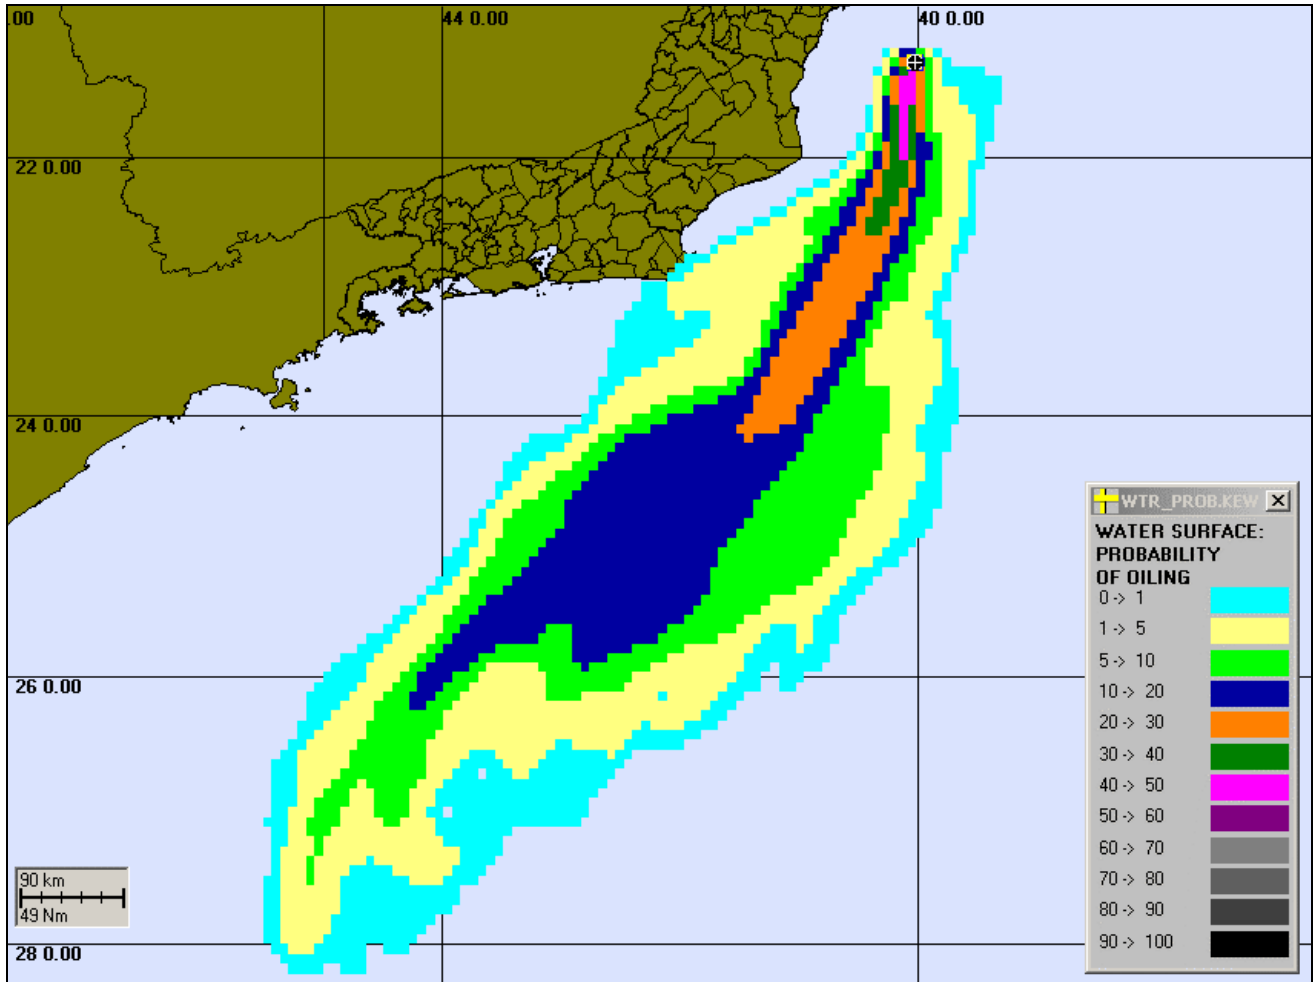 .00
44 0.00
40 0.00
22 0.00
24 0.00
26 0.00
28 0.00
90 km
49 Nm
WTR_PROB.KEW
WATER SURFACE:
PROBABILITY
OF OILING
0 -> 1
1 -> 5
5 -> 10
10 -> 20
20 -> 30
30 -> 40
40 -> 50
50 -> 60
60 -> 70
70 -> 80
80 -> 90
90 -> 100